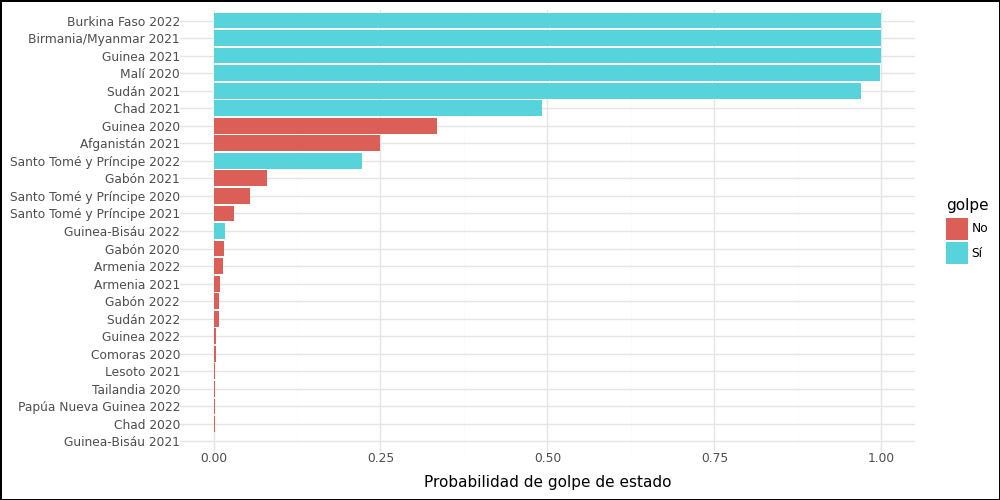 Burkina Faso 2022
Birmania/Myanmar 2021
Guinea 2021
Malí 2020
Sudán 2021
Chad 2021
Guinea 2020
Afganistán 2021
Santo Tomé y Príncipe 2022
Gabón 2021
Santo Tomé y Príncipe 2020
Santo Tomé y Príncipe 2021
Guinea-Bisáu 2022
Gabón 2020
Armenia 2022
Armenia 2021
Gabón 2022
Sudán 2022
Guinea 2022
Comoras 2020
Lesoto 2021
Tailandia 2020
Papúa Nueva Guinea 2022
Chad 2020
Guinea-Bisáu 2021
0.00 0.25 0.50 0.75 1.00
Probabilidad de golpe de estado
golpe
No
Sí